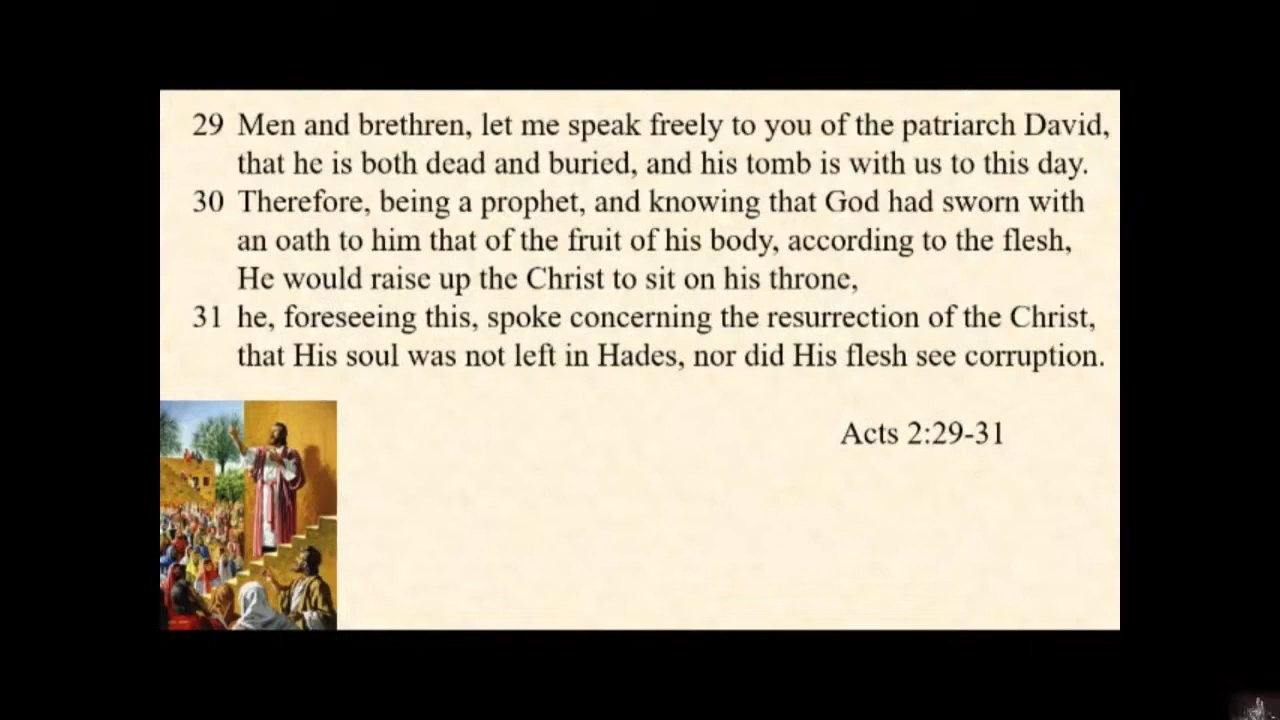 29 Men and brethren, let me speak freely to you of the patriarch David,
that he is both dead and buried, and his tomb is with us to this day.
30 Therefore, being a prophet, and knowing that God had sworn with
an oath to him that of the fruit of his body, according to the flesh,
He would raise up the Christ to sit on his throne,
31 he, foreseeing this, spoke concerning the resurrection of the Christ,
that His soul was not left in Hades, nor did His flesh see corruption.
Acts 2:29-31